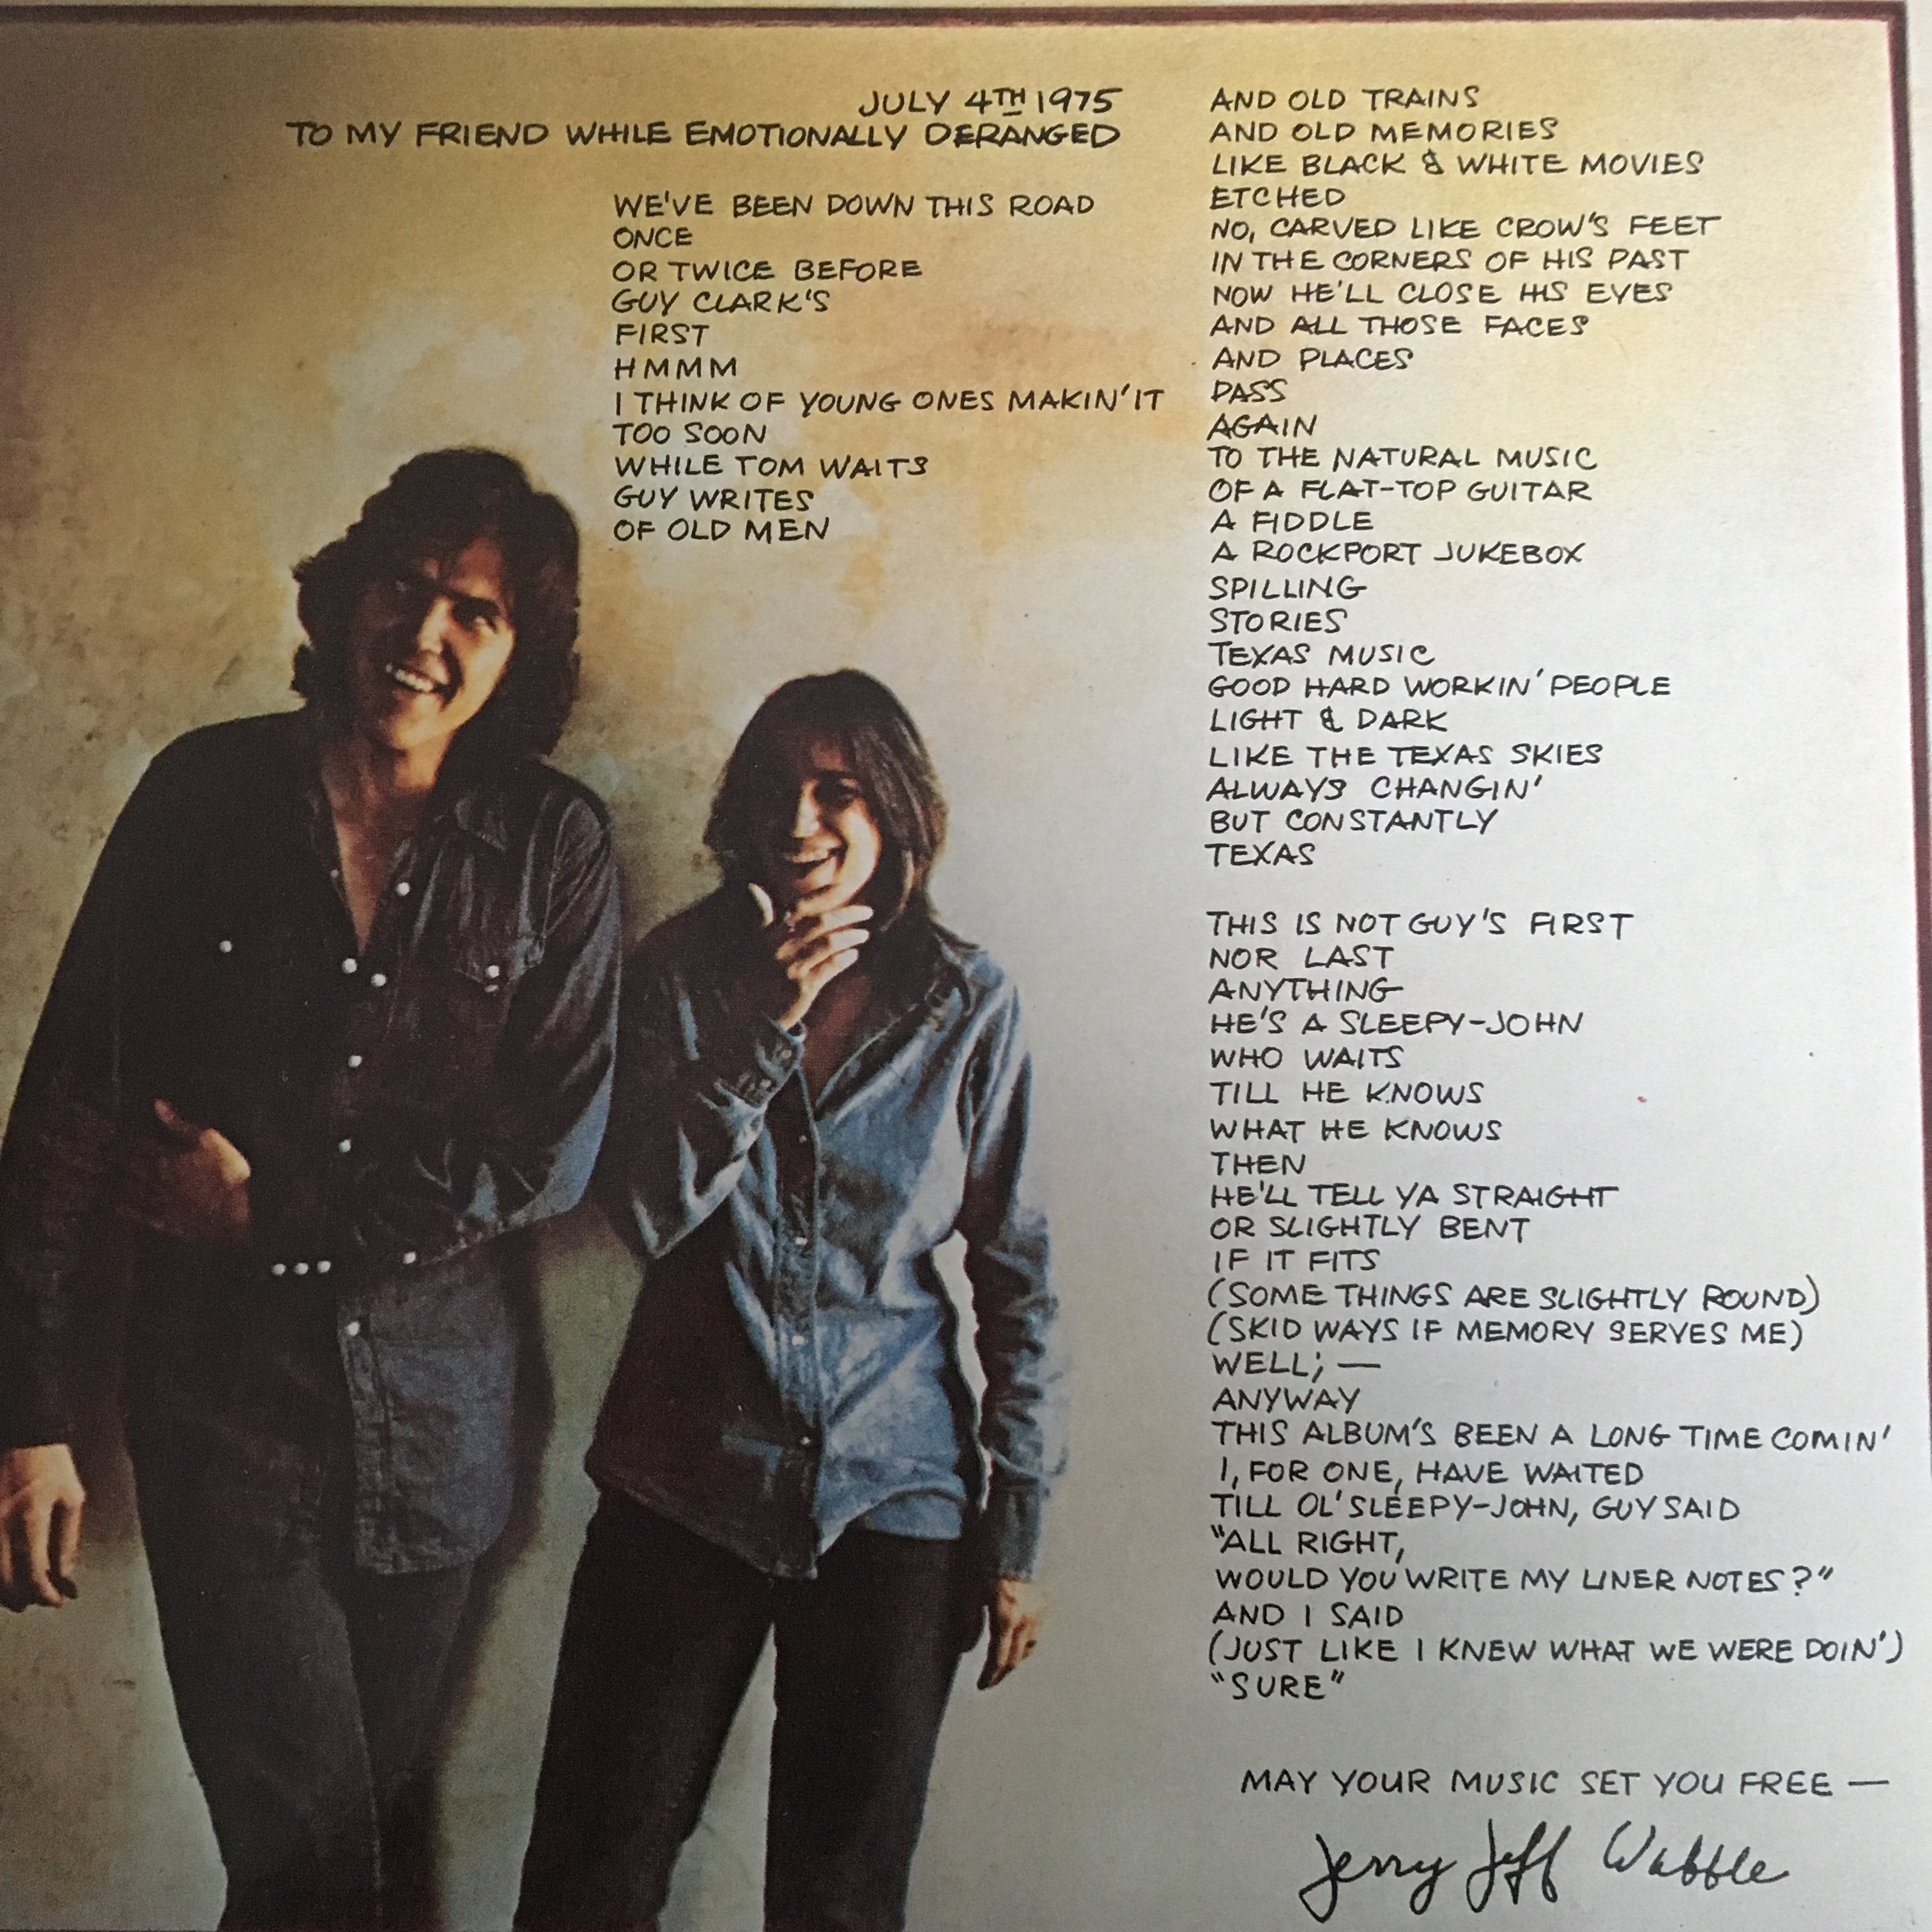 JULY 4TH 1975
TO MY FRIEND WHILE EMOTIONALLY DERANGED
WE'VE BEEN DOWN THIS ROAD
ONCE
OR TWICE BEFORE
GUY CLARK'S
FIRST
HMMM
I THINK OF YOUNG ONES MAKIN' IT
TOO SOON
WHILE TOM WAITS
GUY WRITES
OF OLD MEN
AND OLD TRAINS
AND OLD MEMORIES
LIKE BLACK & WHITE MOVIES
ETCHED
NO, CARVED LIKE CROW'S FEET
IN THE CORNERS OF HIS PAST
NOW HE'LL CLOSE HIS EYES
AND ALL THOSE FACES
AND PLACES
PASS
AGAIN
TO THE NATURAL MUSIC
OF A FLAT-TOP GUITAR
A FIDDLE
A ROCKPORT JUKEBOX
SPILLING
STORIES
TEXAS MUSIC
GOOD HARD WORKIN' PEOPLE
LIGHT & DARK
LIKE THE TEXAS SKIES
ALWAYS CHANGIN'
BUT CONSTANTLY
TEXAS
THIS IS NOT GUY'S FIRST
NOR LAST
ANYTHING
HE'S A SLEEPY-JOHN
WHO WAITS
TILL HE KNOWS
WHAT HE KNOWS
THEN
HE'LL TELL YA STRAIGHT
OR SLIGHTLY BENT
IF IT FITS
(SOME THINGS ARE SLIGHTLY ROUND)
(SKID WAYS IF MEMORY SERVES ME)
WELL; —
ANYWAY
THIS ALBUM'S BEEN A LONG TIME COMIN'
I, FOR ONE, HAVE WAITED
TILL OL' SLEEPY-JOHN, GUY SAID
"ALL RIGHT,
WOULD YOU WRITE MY LINER NOTES?"
AND I SAID
(JUST LIKE I KNEW WHAT WE WERE DOIN')
"SURE"
MAY YOUR MUSIC SET YOU FREE —
Jerry Jeff Wabble